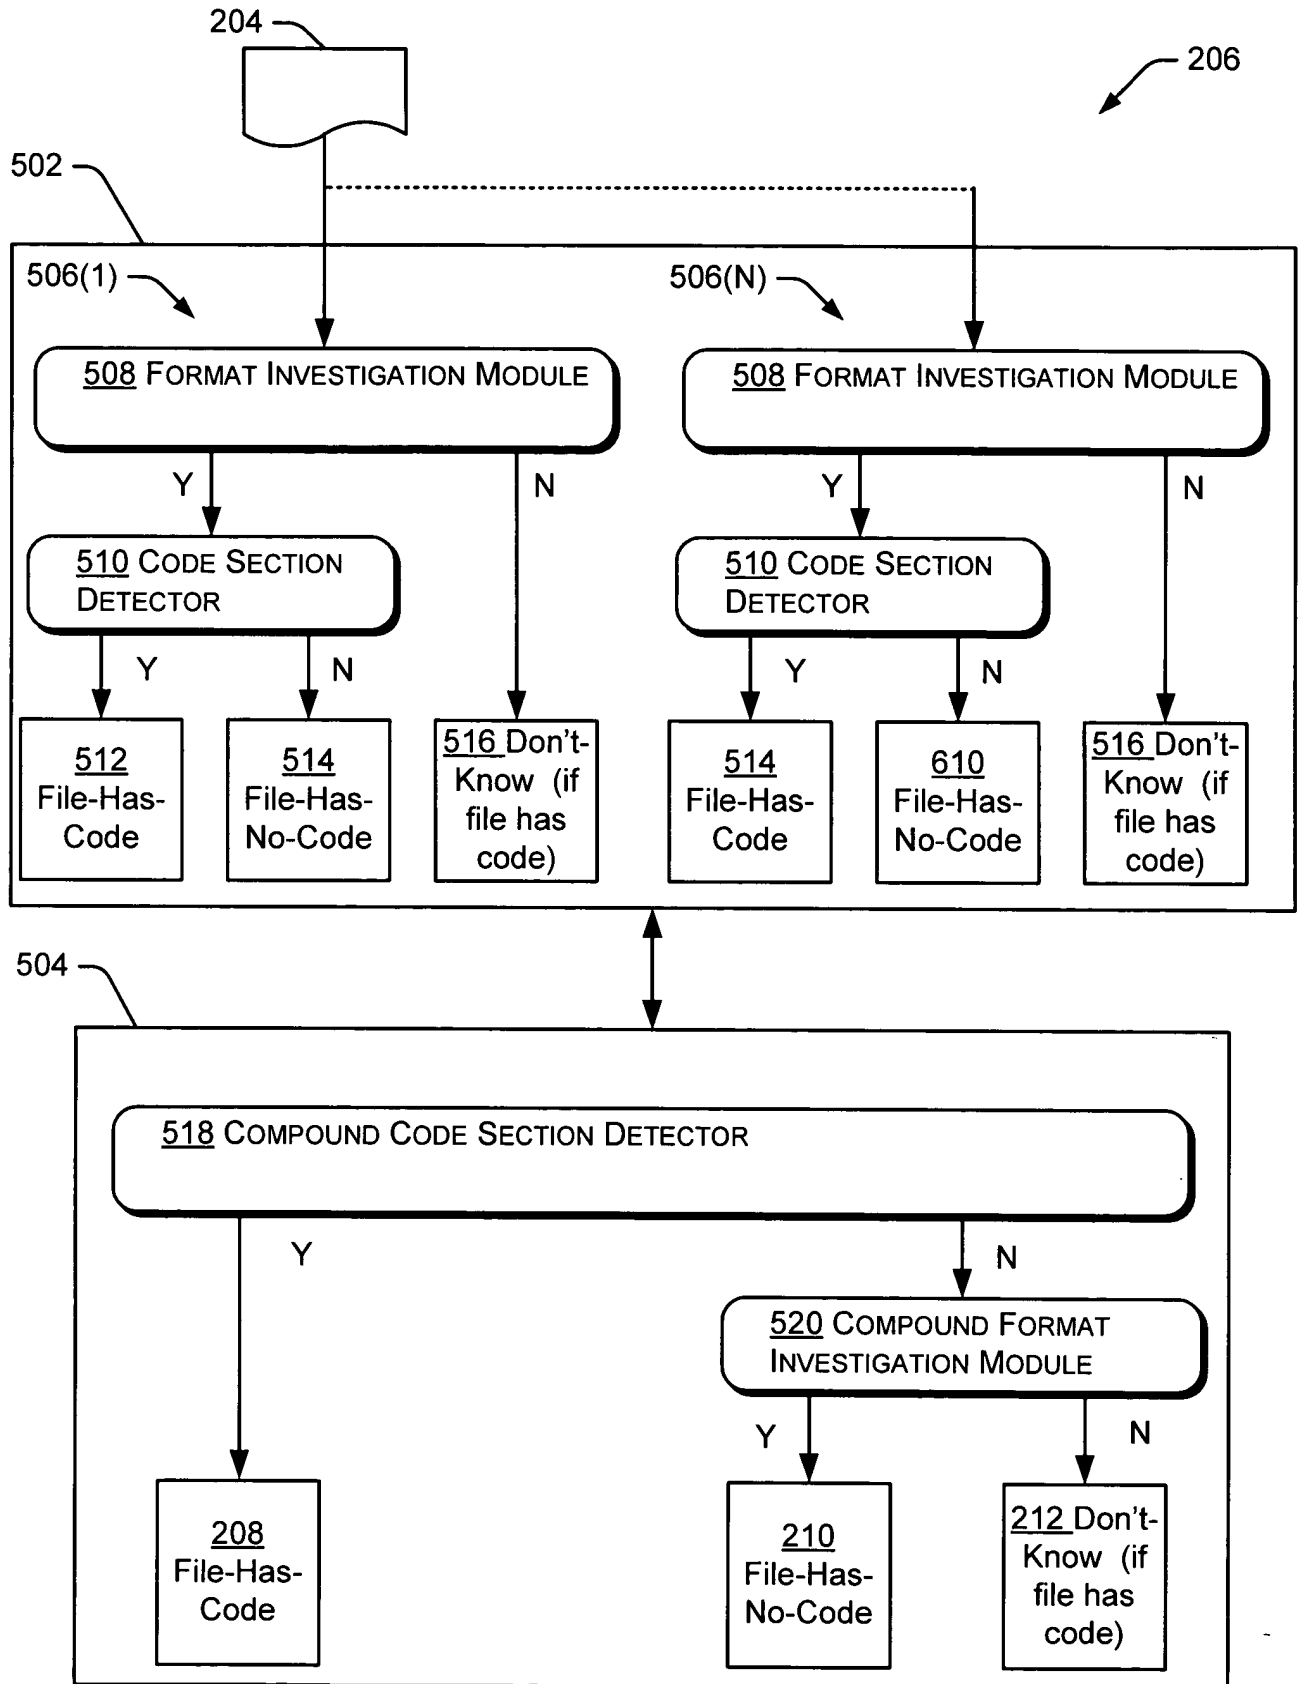 204
206
502
506(1)
506(N)
508 FORMAT INVESTIGATION MODULE
508 FORMAT INVESTIGATION MODULE
Y
N
Y
N
510 CODE SECTION
DETECTOR
510 CODE SECTION
DETECTOR
Y
N
Y
N
512
File-Has-
Code
514
File-Has-
No-Code
516 Don't-
Know (if
file has
code)
514
File-Has-
Code
610
File-Has-
No-Code
516 Don't-
Know (if
file has
code)
504
518 COMPOUND CODE SECTION DETECTOR
Y
N
520 COMPOUND FORMAT
INVESTIGATION MODULE
Y
N
208
File-Has-
Code
210
File-Has-
No-Code
212 Don't-
Know (if
file has
code)